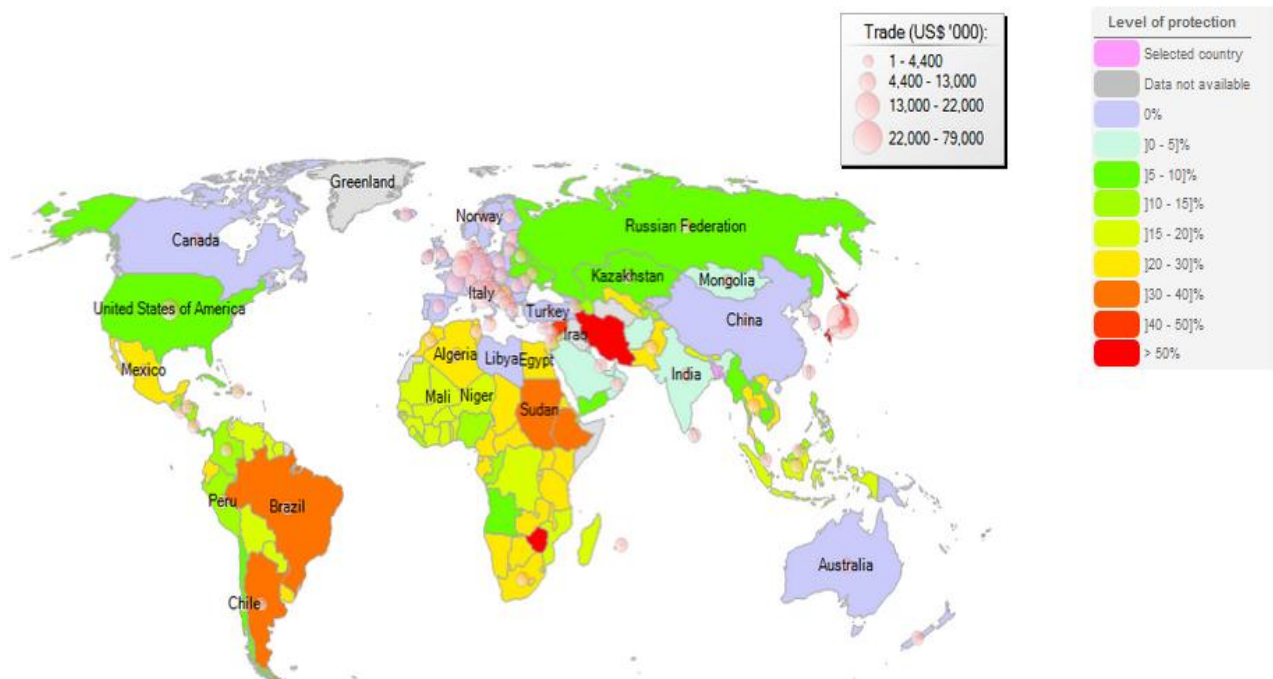 Trade (US$ '000):
1 - 4,400
4,400 - 13,000
13,000 - 22,000
22,000 - 79,000
Level of protection
Selected country
Data not available
0%
]0 - 5]%
]5 - 10]%
]10 - 15]%
]15 - 20]%
]20 - 30]%
]30 - 40]%
]40 - 50]%
> 50%
Greenland
Norway
Russian Federation
Canada
Kazakhstan
Mongolia
Italy
United States of America
Turkey
China
Iraq
Algeria
Libya
Egypt
Mexico
India
Mali
Niger
Sudan
Peru
Brazil
Australia
Chile